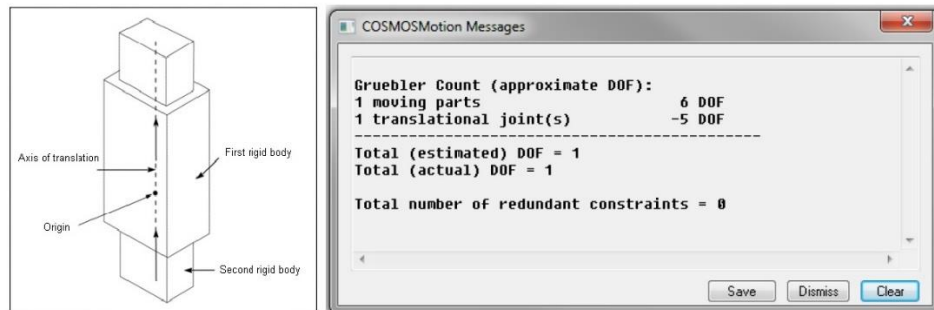 Axis of translation
First rigid body
Origin
Second rigid body
COSMOSMotion Messages
Gruebler Count (approximate DOF):
1 moving parts 6 DOF
1 translational joint(s) -5 DOF
-----------------------------------------------
Total (estimated) DOF = 1
Total (actual) DOF = 1
Total number of redundant constraints = 0
Save Dismiss Clear